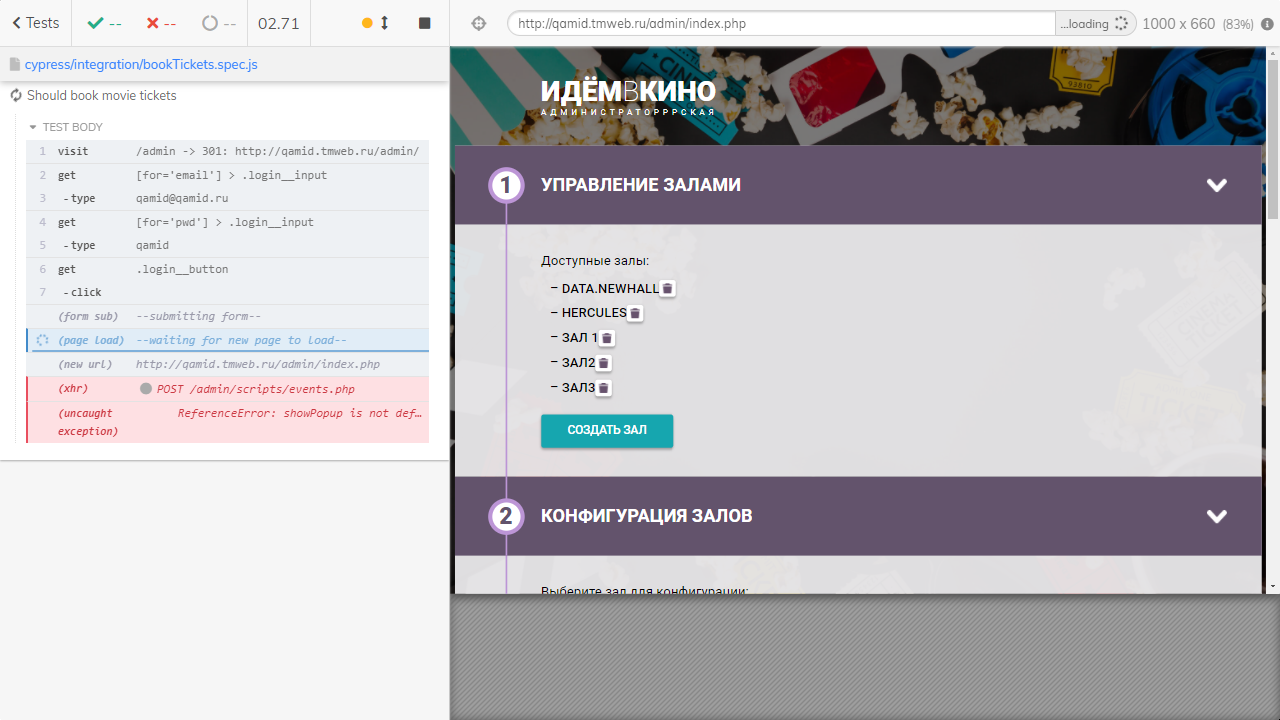 Tests
--
--
--
02.71
http://qamid.tmweb.ru/admin/index.php
...loading
1000 x 660 (83%)
cypress/integration/bookTickets.spec.js
Should book movie tickets
TEST BODY
1 visit /admin -> 301: http://qamid.tmweb.ru/admin/
2 get [for='email'] > .login__input
3 -type qamid@qamid.ru
4 get [for='pwd'] > .login__input
5 -type qamid
6 get .login__button
7 -click
(form sub) --submitting form--
(page load) --waiting for new page to load--
(new url) http://qamid.tmweb.ru/admin/index.php
(xhr) POST /admin/scripts/events.php
(uncaught exception) ReferenceError: showPopup is not def…
ИДЁМВКИНО
АДМИНИСТРАТОРРРСКАЯ
CINEMA
93810
1
УПРАВЛЕНИЕ ЗАЛАМИ
Доступные залы:
– DATA.NEWHALL
– HERCULES
– ЗАЛ 1
– ЗАЛ2
– ЗАЛ3
СОЗДАТЬ ЗАЛ
2
КОНФИГУРАЦИЯ ЗАЛОВ
Выберите зал для конфигурации: